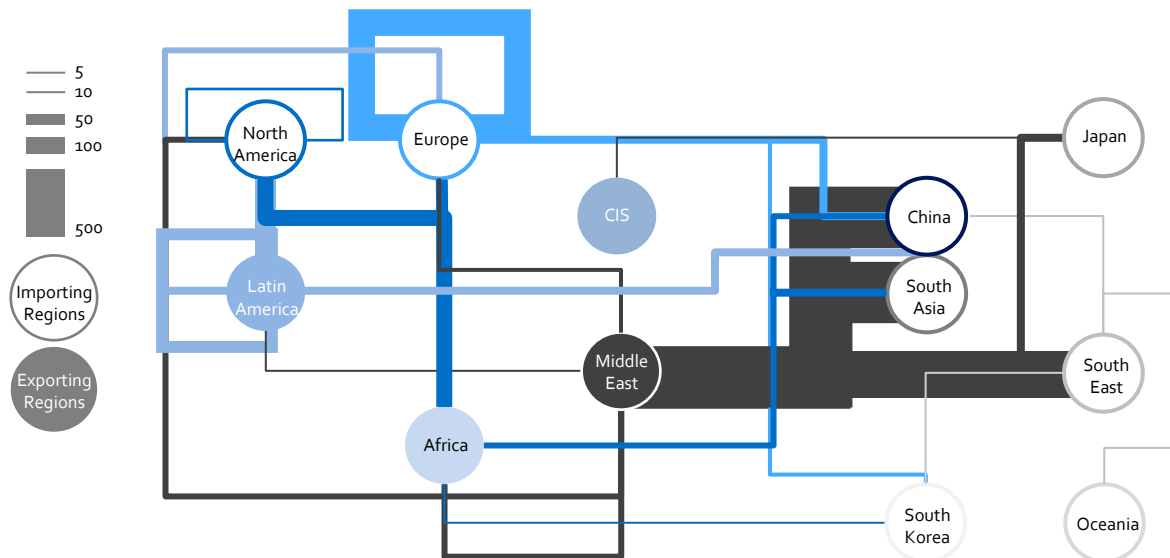 5
10
50
100
500
Importing
Regions
Exporting
Regions
North
America
Europe
Japan
CIS
China
Latin
America
South
Asia
Middle
East
South
East
Africa
South
Korea
Oceania